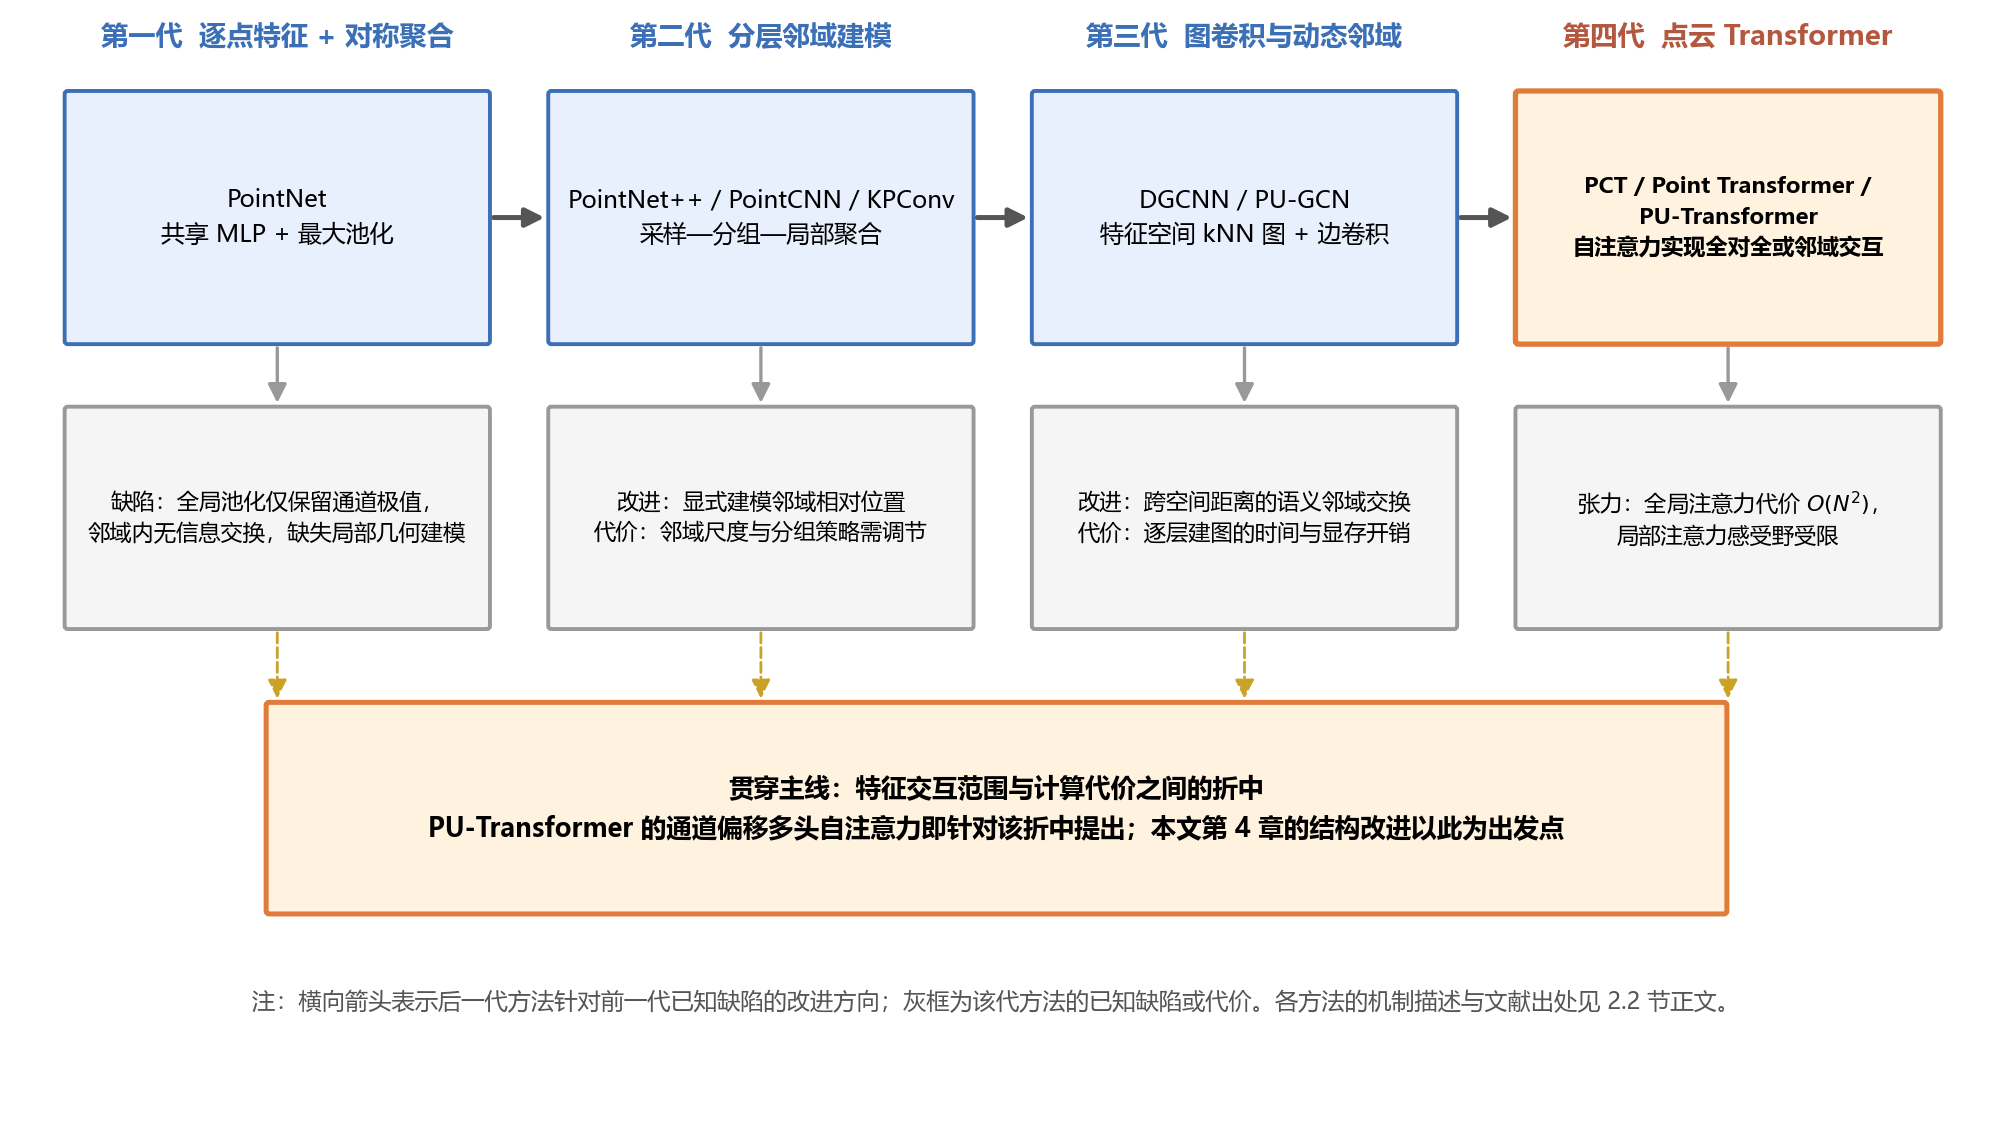 第一代 逐点特征 + 对称聚合
第二代 分层邻域建模
第三代 图卷积与动态邻域
第四代 点云 Transformer
PointNet
共享 MLP + 最大池化
PointNet++ / PointCNN / KPConv
采样—分组—局部聚合
DGCNN / PU-GCN
特征空间 kNN 图 + 边卷积
PCT / Point Transformer /
PU-Transformer
自注意力实现全对全或邻域交互
缺陷：全局池化仅保留通道极值，
邻域内无信息交换，缺失局部几何建模
改进：显式建模邻域相对位置
代价：邻域尺度与分组策略需调节
改进：跨空间距离的语义邻域交换
代价：逐层建图的时间与显存开销
张力：全局注意力代价 O(N²)，
局部注意力感受野受限
贯穿主线：特征交互范围与计算代价之间的折中
PU-Transformer 的通道偏移多头自注意力即针对该折中提出；本文第 4 章的结构改进以此为出发点
注：横向箭头表示后一代方法针对前一代已知缺陷的改进方向；灰框为该代方法的已知缺陷或代价。各方法的机制描述与文献出处见 2.2 节正文。